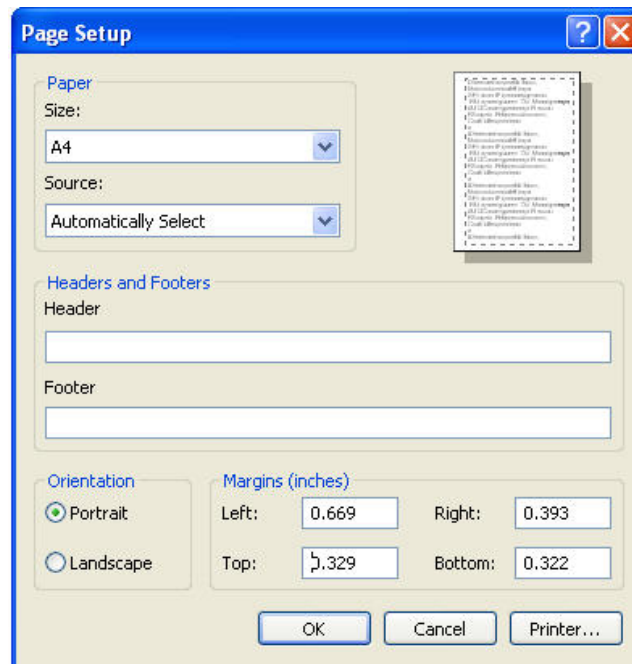 Page Setup
Paper
Size:
A4
Source:
Automatically Select
Headers and Footers
Header
Footer
Orientation
Portrait
Landscape
Margins (inches)
Left: 0.669 Right: 0.393
Top: .329 Bottom: 0.322
OK Cancel Printer...